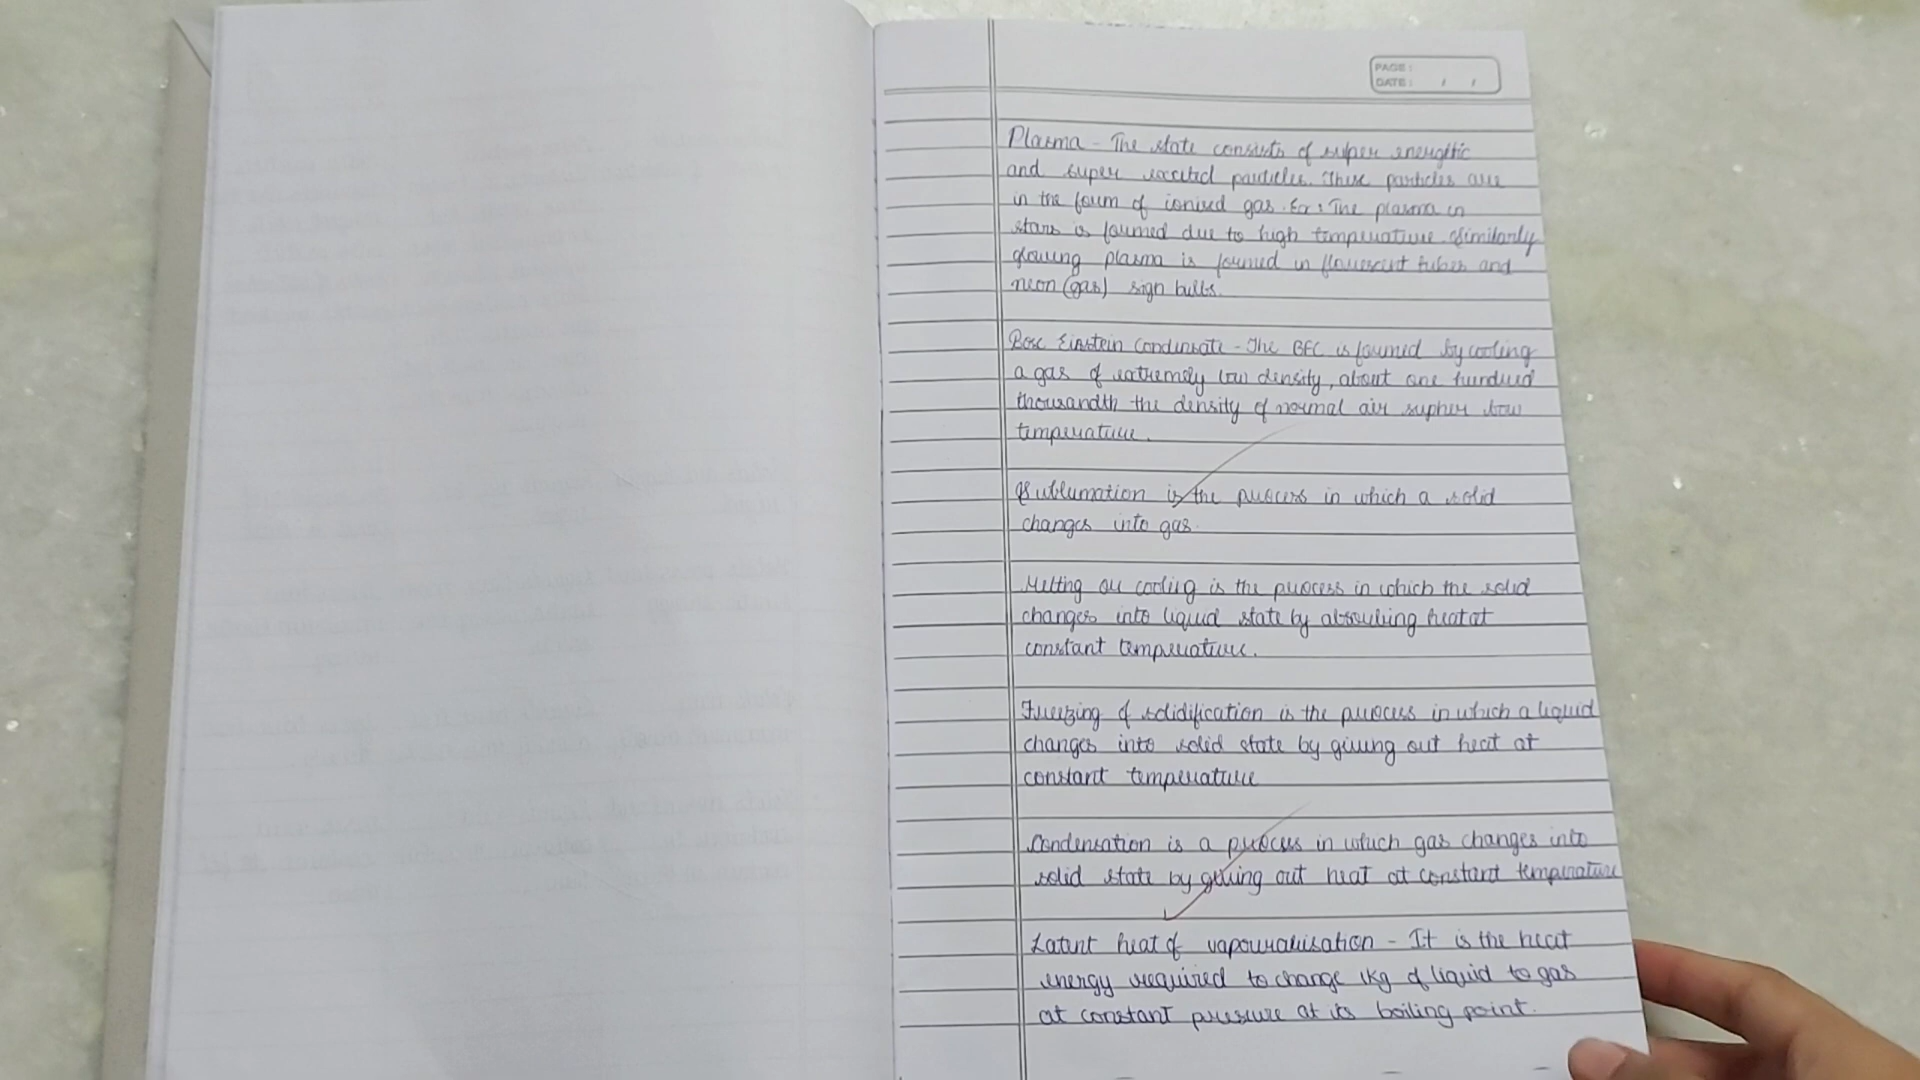 PAGE:
DATE: / /
Plasma - The state consists of super energitic
and super excited particles. These particles are
in the form of ionised gas. Ex: The plasma in
stars is formed due to high temperature. Similarly
glowing plasma is formed in flourescent tubes and
neon (gas) sign bulbs.
Bose Einstein Condensate - The BEC is formed by cooling
a gas of extremely low density, about one hundred
thousandth the density of normal air supher low
temperature.
Sublumation is the process in which a solid
changes into gas.
Melting or cooling is the process in which the solid
changes into liquid state by absorbing heat at
constant temperature.
Freezing of solidification is the process in which a liquid
changes into solid state by giving out heat at
constant temperature
Condensation is a process in which gas changes into
solid state by giving out heat at constant temperature
Latent heat of - It is the heat
energy required to change 1kg of liquid to gas
at constant pressure at its boiling point.